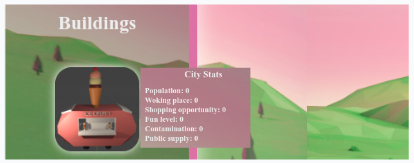 Buildings
City Stats
Population: 0
Woking place: 0
Shopping opportunity: 0
Fun level: 0
Contamination: 0
Public supply: 0